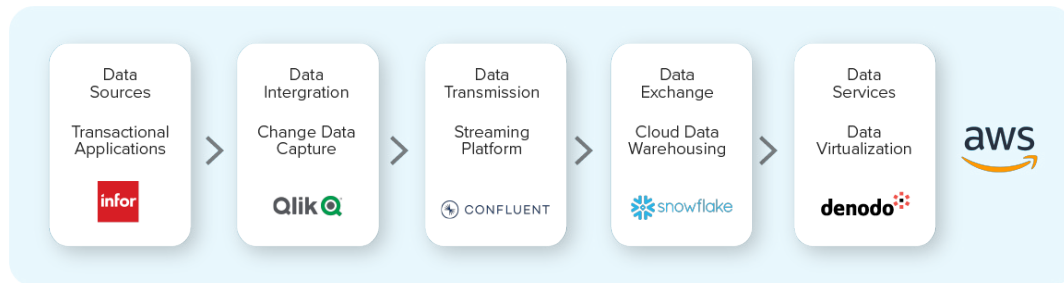 Data
Sources
Transactional
Applications
infor
Data
Intergration
Change Data
Capture
Qlik
Data
Transmission
Streaming
Platform
CONFLUENT
Data
Exchange
Cloud Data
Warehousing
snowflake
Data
Services
Data
Virtualization
denodo
aws